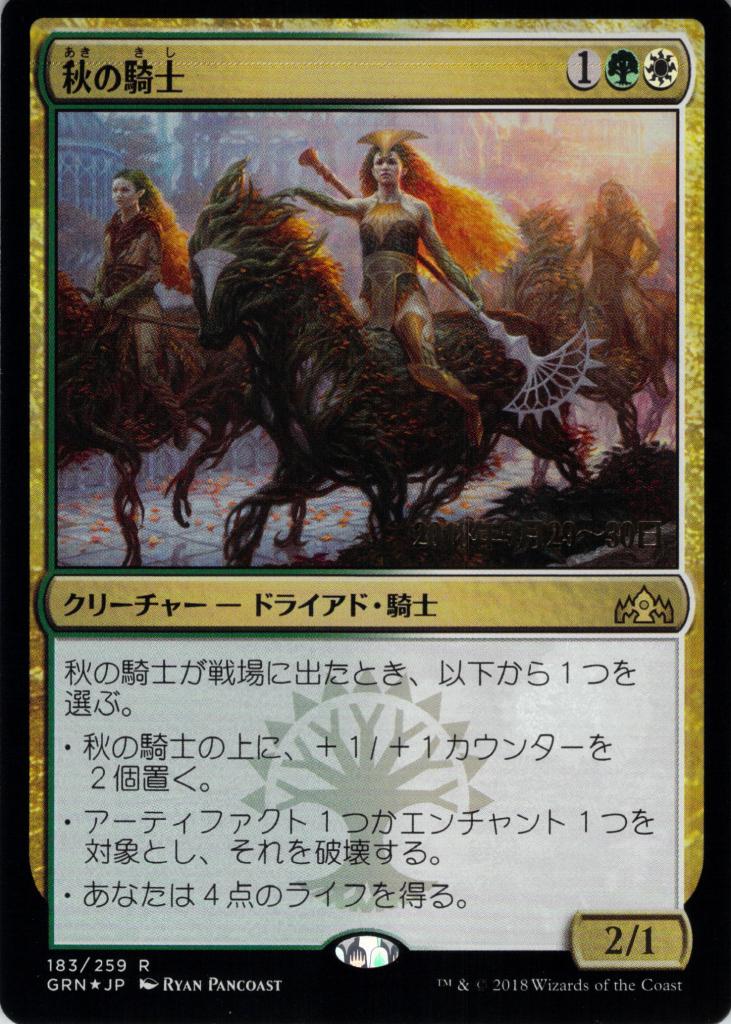 あき きし
秋の騎士
1
クリーチャー — ドライアド・騎士
秋の騎士が戦場に出たとき、以下から１つを
選ぶ。
・秋の騎士の上に、＋１/＋１カウンターを
２個置く。
・アーティファクト１つかエンチャント１つを
対象とし、それを破壊する。
・あなたは４点のライフを得る。
2/1
183/259 R
GRN★JP RYAN PANCOAST
™ & © 2018 Wizards of the Coast